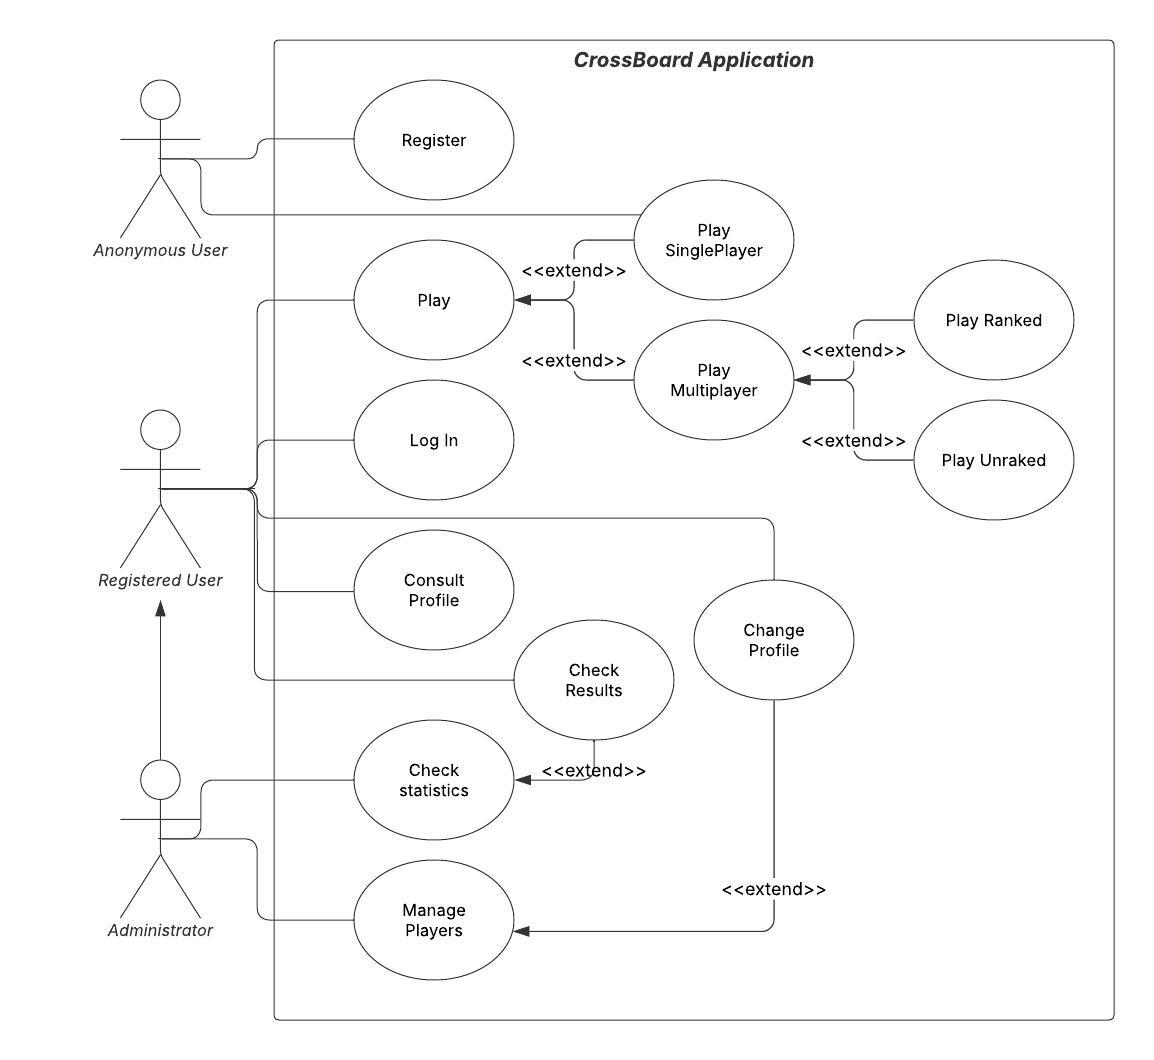 CrossBoard Application
Register
Anonymous User
Play
SinglePlayer
<<extend>>
Play
Play Ranked
<<extend>>
<<extend>>
Play
Multiplayer
Log In
<<extend>>
Play Unraked
Registered User
Consult
Profile
Change
Profile
Check
Results
Check
statistics
<<extend>>
<<extend>>
Manage
Players
Administrator